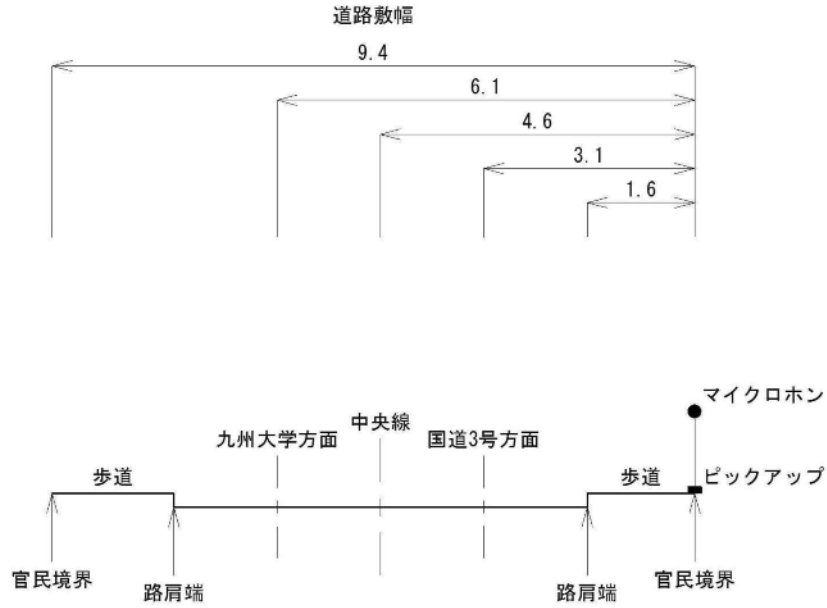 道路敷幅
9.4
6.1
4.6
3.1
1.6
マイクロホン
中央線
九州大学方面
国道3号方面
歩道
歩道
ピックアップ
官民境界
路肩端
路肩端
官民境界